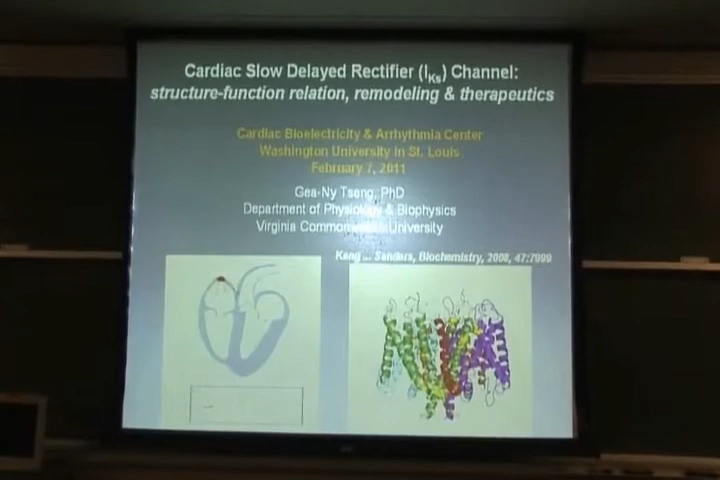 Cardiac Slow Delayed Rectifier (IKs) Channel:
structure-function relation, remodeling & therapeutics
Cardiac Bioelectricity & Arrhythmia Center
Washington University in St. Louis
February 7, 2011
Gea-Ny Tseng, PhD
Department of Physiology & Biophysics
Virginia Commonwealth University
Kang ... Sanders, Biochemistry, 2008, 47:7999